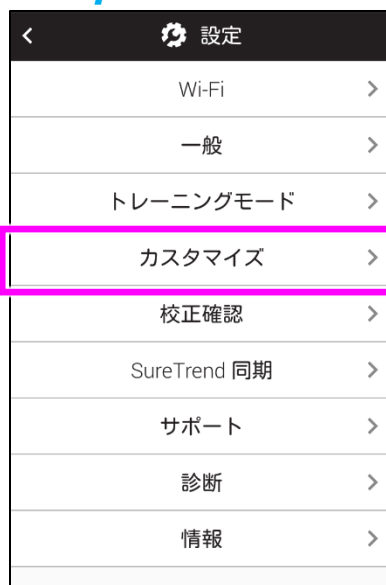 設定
Wi-Fi
一般
トレーニングモード
カスタマイズ
校正確認
SureTrend 同期
サポート
診断
情報